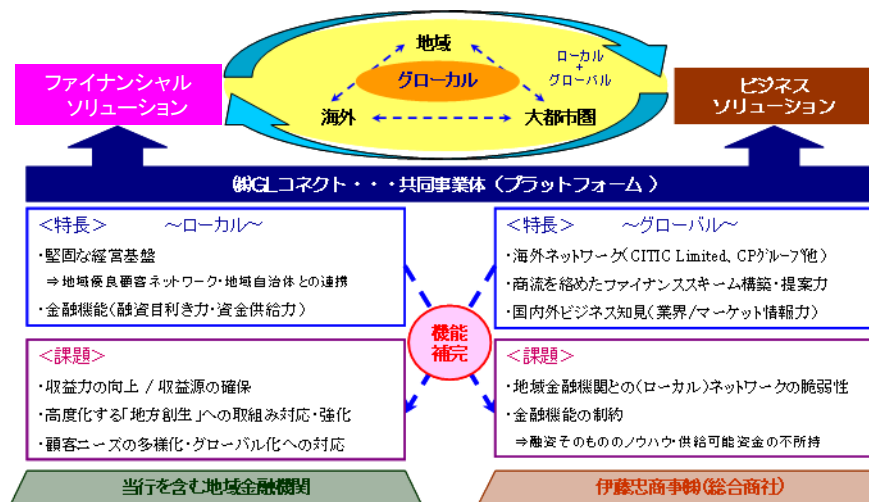 地域
ローカル
+
グローバル
グローカル
海外
大都市圏
ファイナンシャル
ソリューション
ビジネス
ソリューション
㈱GLコネクト・・・共同事業体（プラットフォーム）
＜特長＞ ～ローカル～
・堅固な経営基盤
⇒地域優良顧客ネットワーク・地域自治体との連携
・金融機能（融資目利き力・資金供給力）
＜特長＞ ～グローバル～
・海外ネットワーク（CITIC Limited、CPグループ他）
・商流を絡めたファイナンススキーム構築・提案力
・国内外ビジネス知見（業界/マーケット情報力）
機能
補完
＜課題＞
・収益力の向上 / 収益源の確保
・高度化する「地方創生」への取組み対応・強化
・顧客ニーズの多様化・グローバル化への対応
＜課題＞
・地域金融機関との（ローカル）ネットワークの脆弱性
・金融機能の制約
⇒融資そのもののノウハウ・供給可能資金の不所持
当行を含む地域金融機関
伊藤忠商事㈱（総合商社）